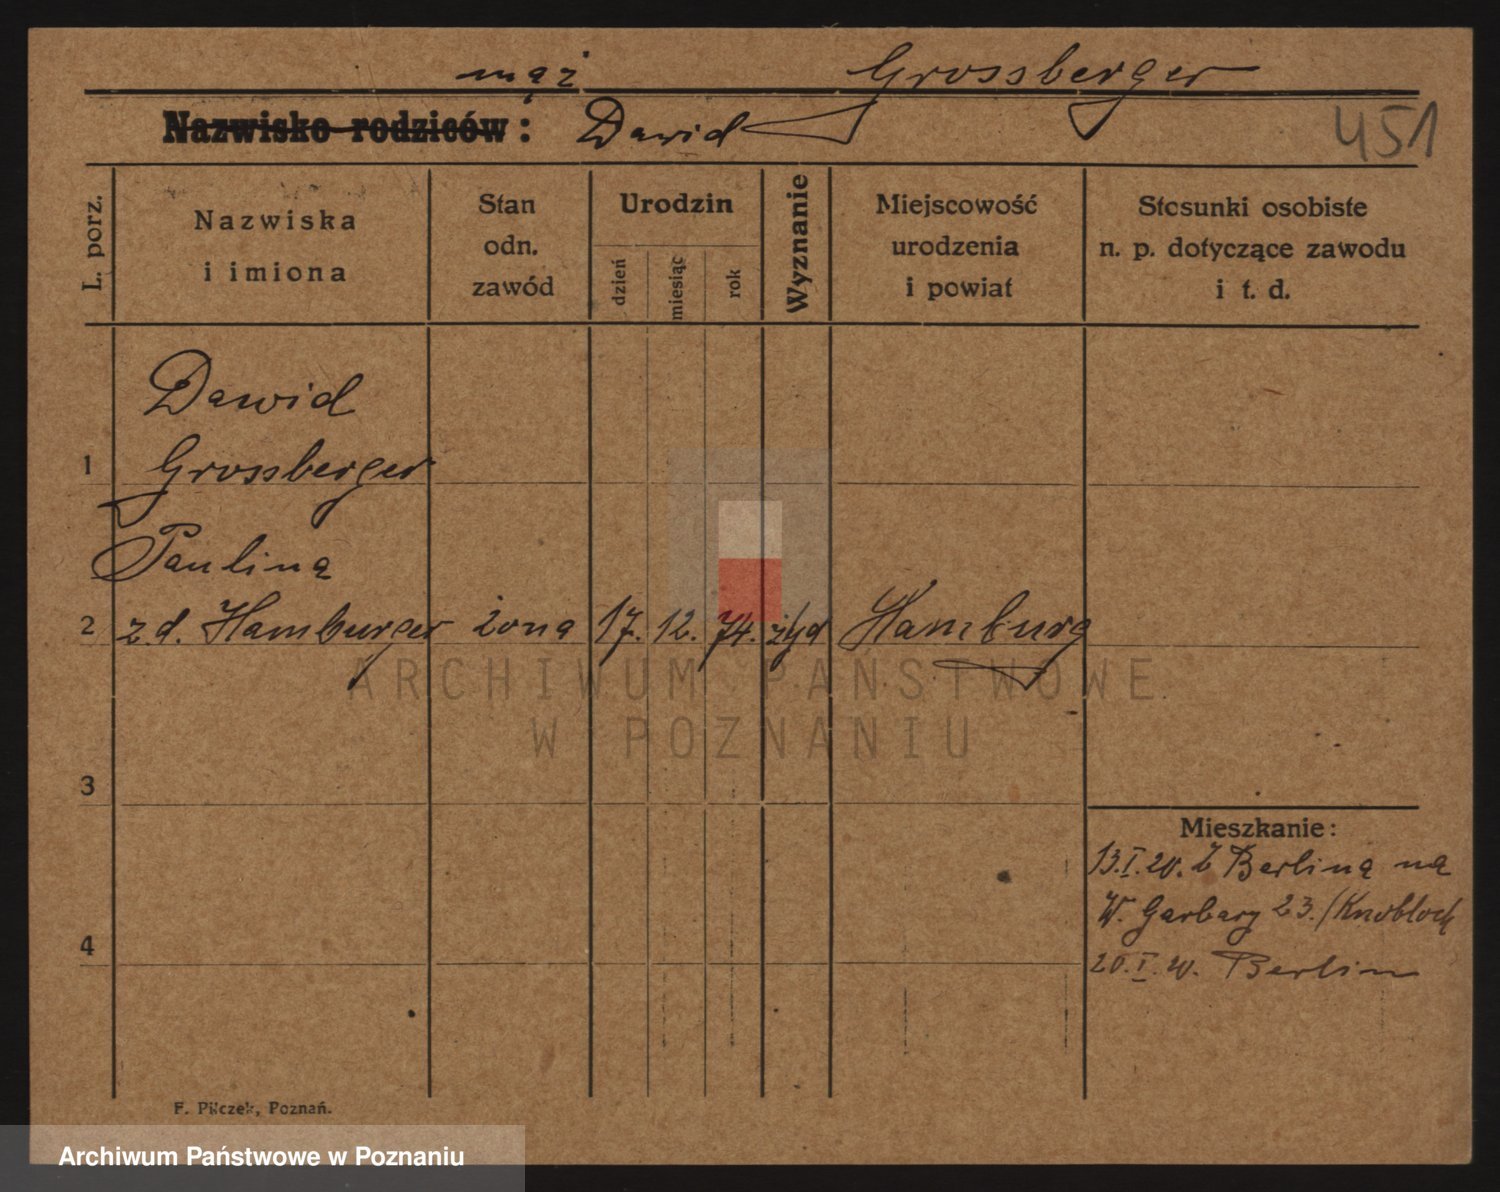 mąż Grossberger
Nazwisko rodziców: Dawid
451
L. porz.
Nazwiska
i imiona
Stan
odn.
zawód
Urodzin
dzień
miesiąc
rok
Wyznanie
Miejscowość
urodzenia
i powiat
Stosunki osobiste
n. p. dotyczące zawodu
i t. d.
Dawid
1 Grossberger
Paulina
2 z d. Hamburger żona 17. 12. 74. żyd Hamburg
ARCHIWUM PAŃSTWOWE
W POZNANIU
3
Mieszkanie:
13.I.20. z Berlina na
W. Garbary 23. /Knobloch
4
20.I.20. Berlin
F. Pilczek, Poznań.
Archiwum Państwowe w Poznaniu